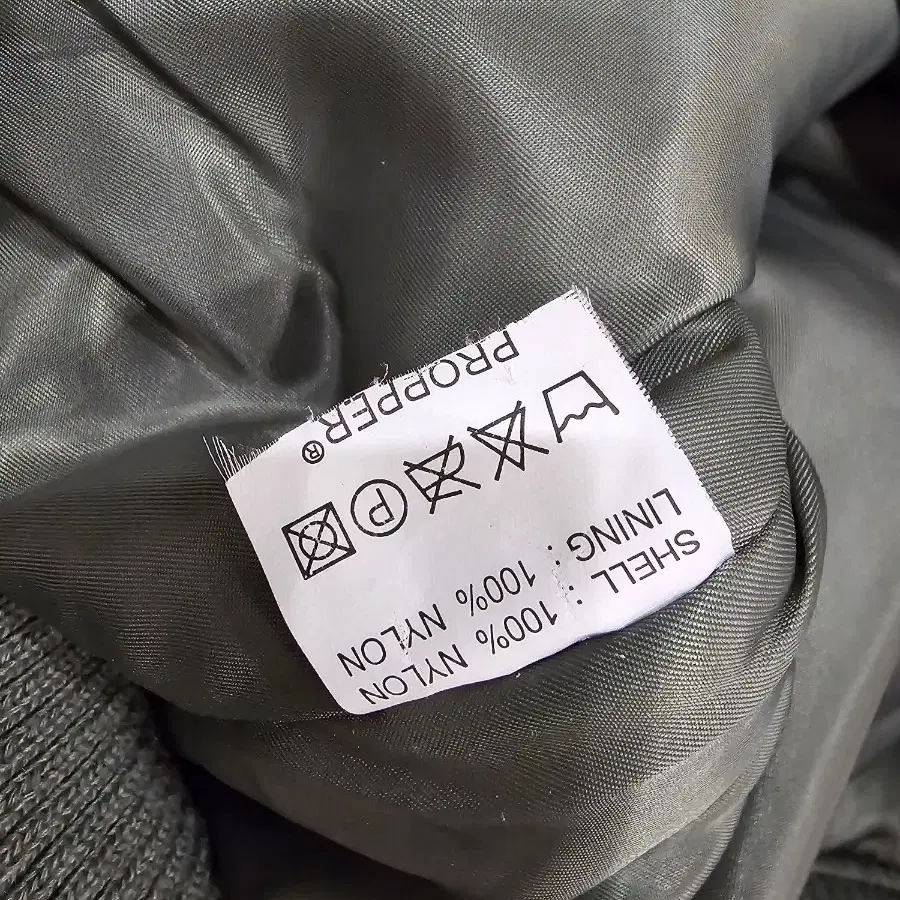 SHELL : 100% NYLON
LINING : 100% NYLON
P
PROPPER®